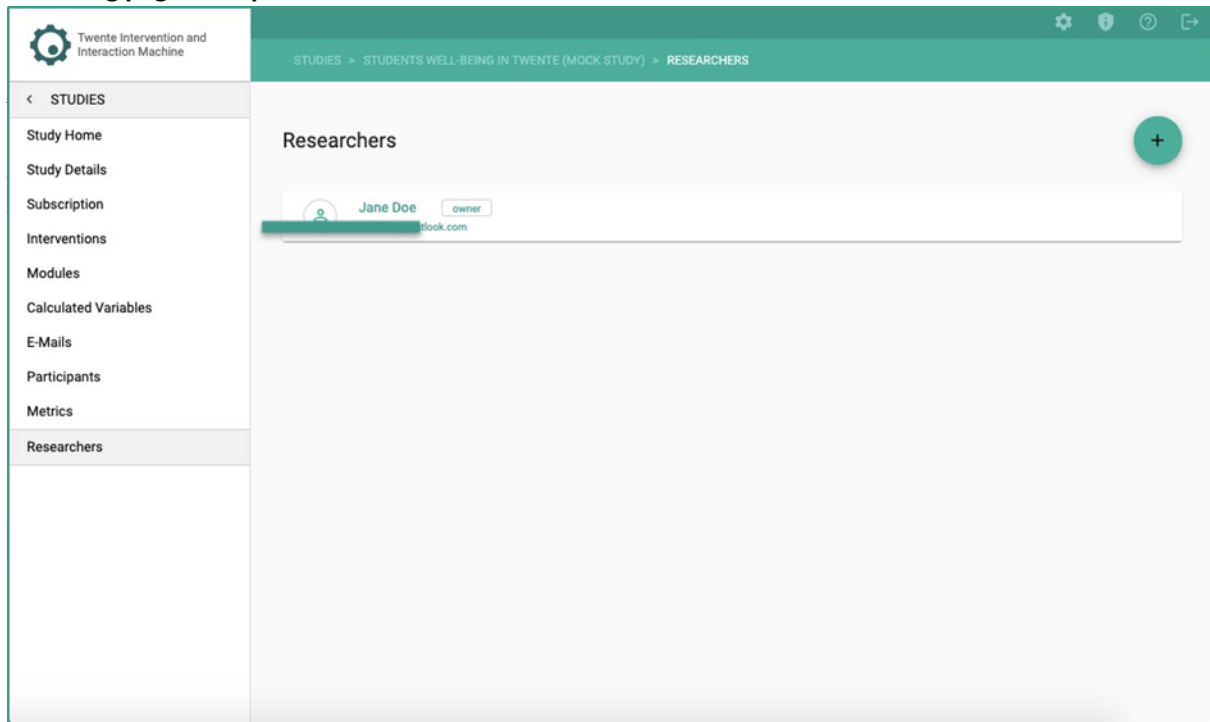 Twente Intervention and
Interaction Machine
STUDIES > STUDENTS WELL-BEING IN TWENTE (MOCK STUDY) > RESEARCHERS
< STUDIES
Study Home
Study Details
Subscription
Interventions
Modules
Calculated Variables
E-Mails
Participants
Metrics
Researchers
Researchers
+
Jane Doe owner
tlook.com